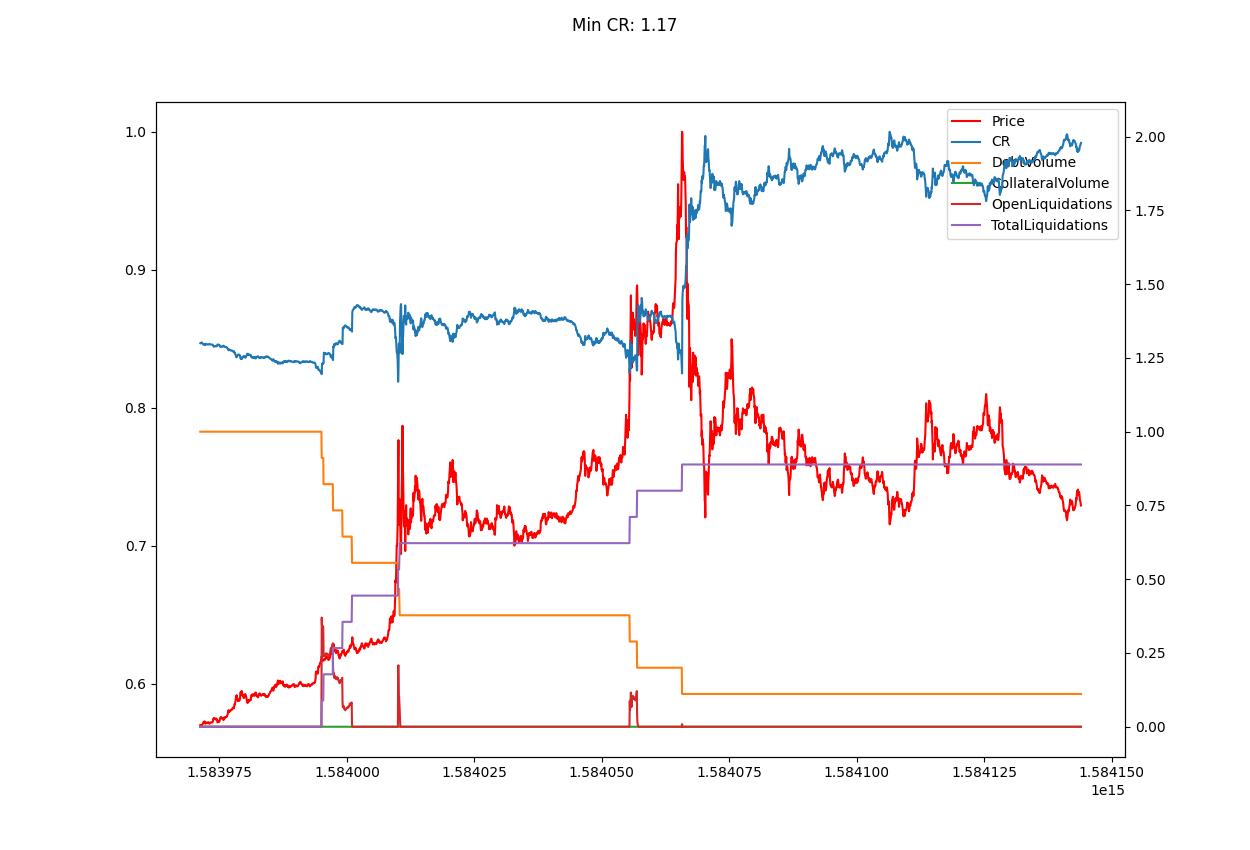 Min CR: 1.17
1.0
0.9
0.8
0.7
0.6
2.00
1.75
1.50
1.25
1.00
0.75
0.50
0.25
0.00
Price
CR
DebtVolume
CollateralVolume
OpenLiquidations
TotalLiquidations
1.583975 1.584000 1.584025 1.584050 1.584075 1.584100 1.584125 1.584150
1e15